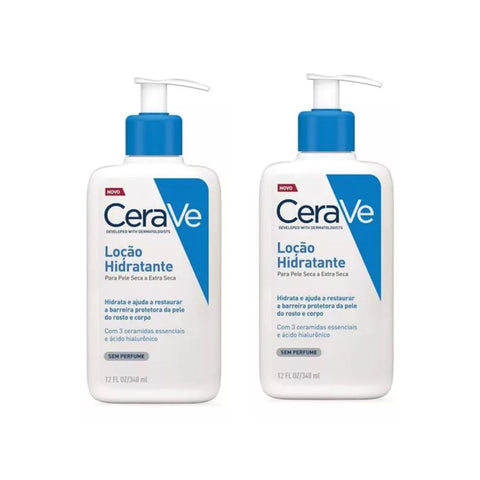 NOVO
CeraVe
DEVELOPED WITH DERMATOLOGISTS
Loção
Hidratante
Para Pele Seca a Extra Seca
Hidrata e ajuda a restaurar
a barreira protetora da pele
do rosto e corpo
Com 3 ceramidas essenciais
e ácido hialurônico
SEM PERFUME
12 FL OZ/340 ml
NOVO
CeraVe
DEVELOPED WITH DERMATOLOGISTS
Loção
Hidratante
Para Pele Seca a Extra Seca
Hidrata e ajuda a restaurar
a barreira protetora da pele
do rosto e corpo
Com 3 ceramidas essenciais
e ácido hialurônico
SEM PERFUME
12 FL OZ/340 ml